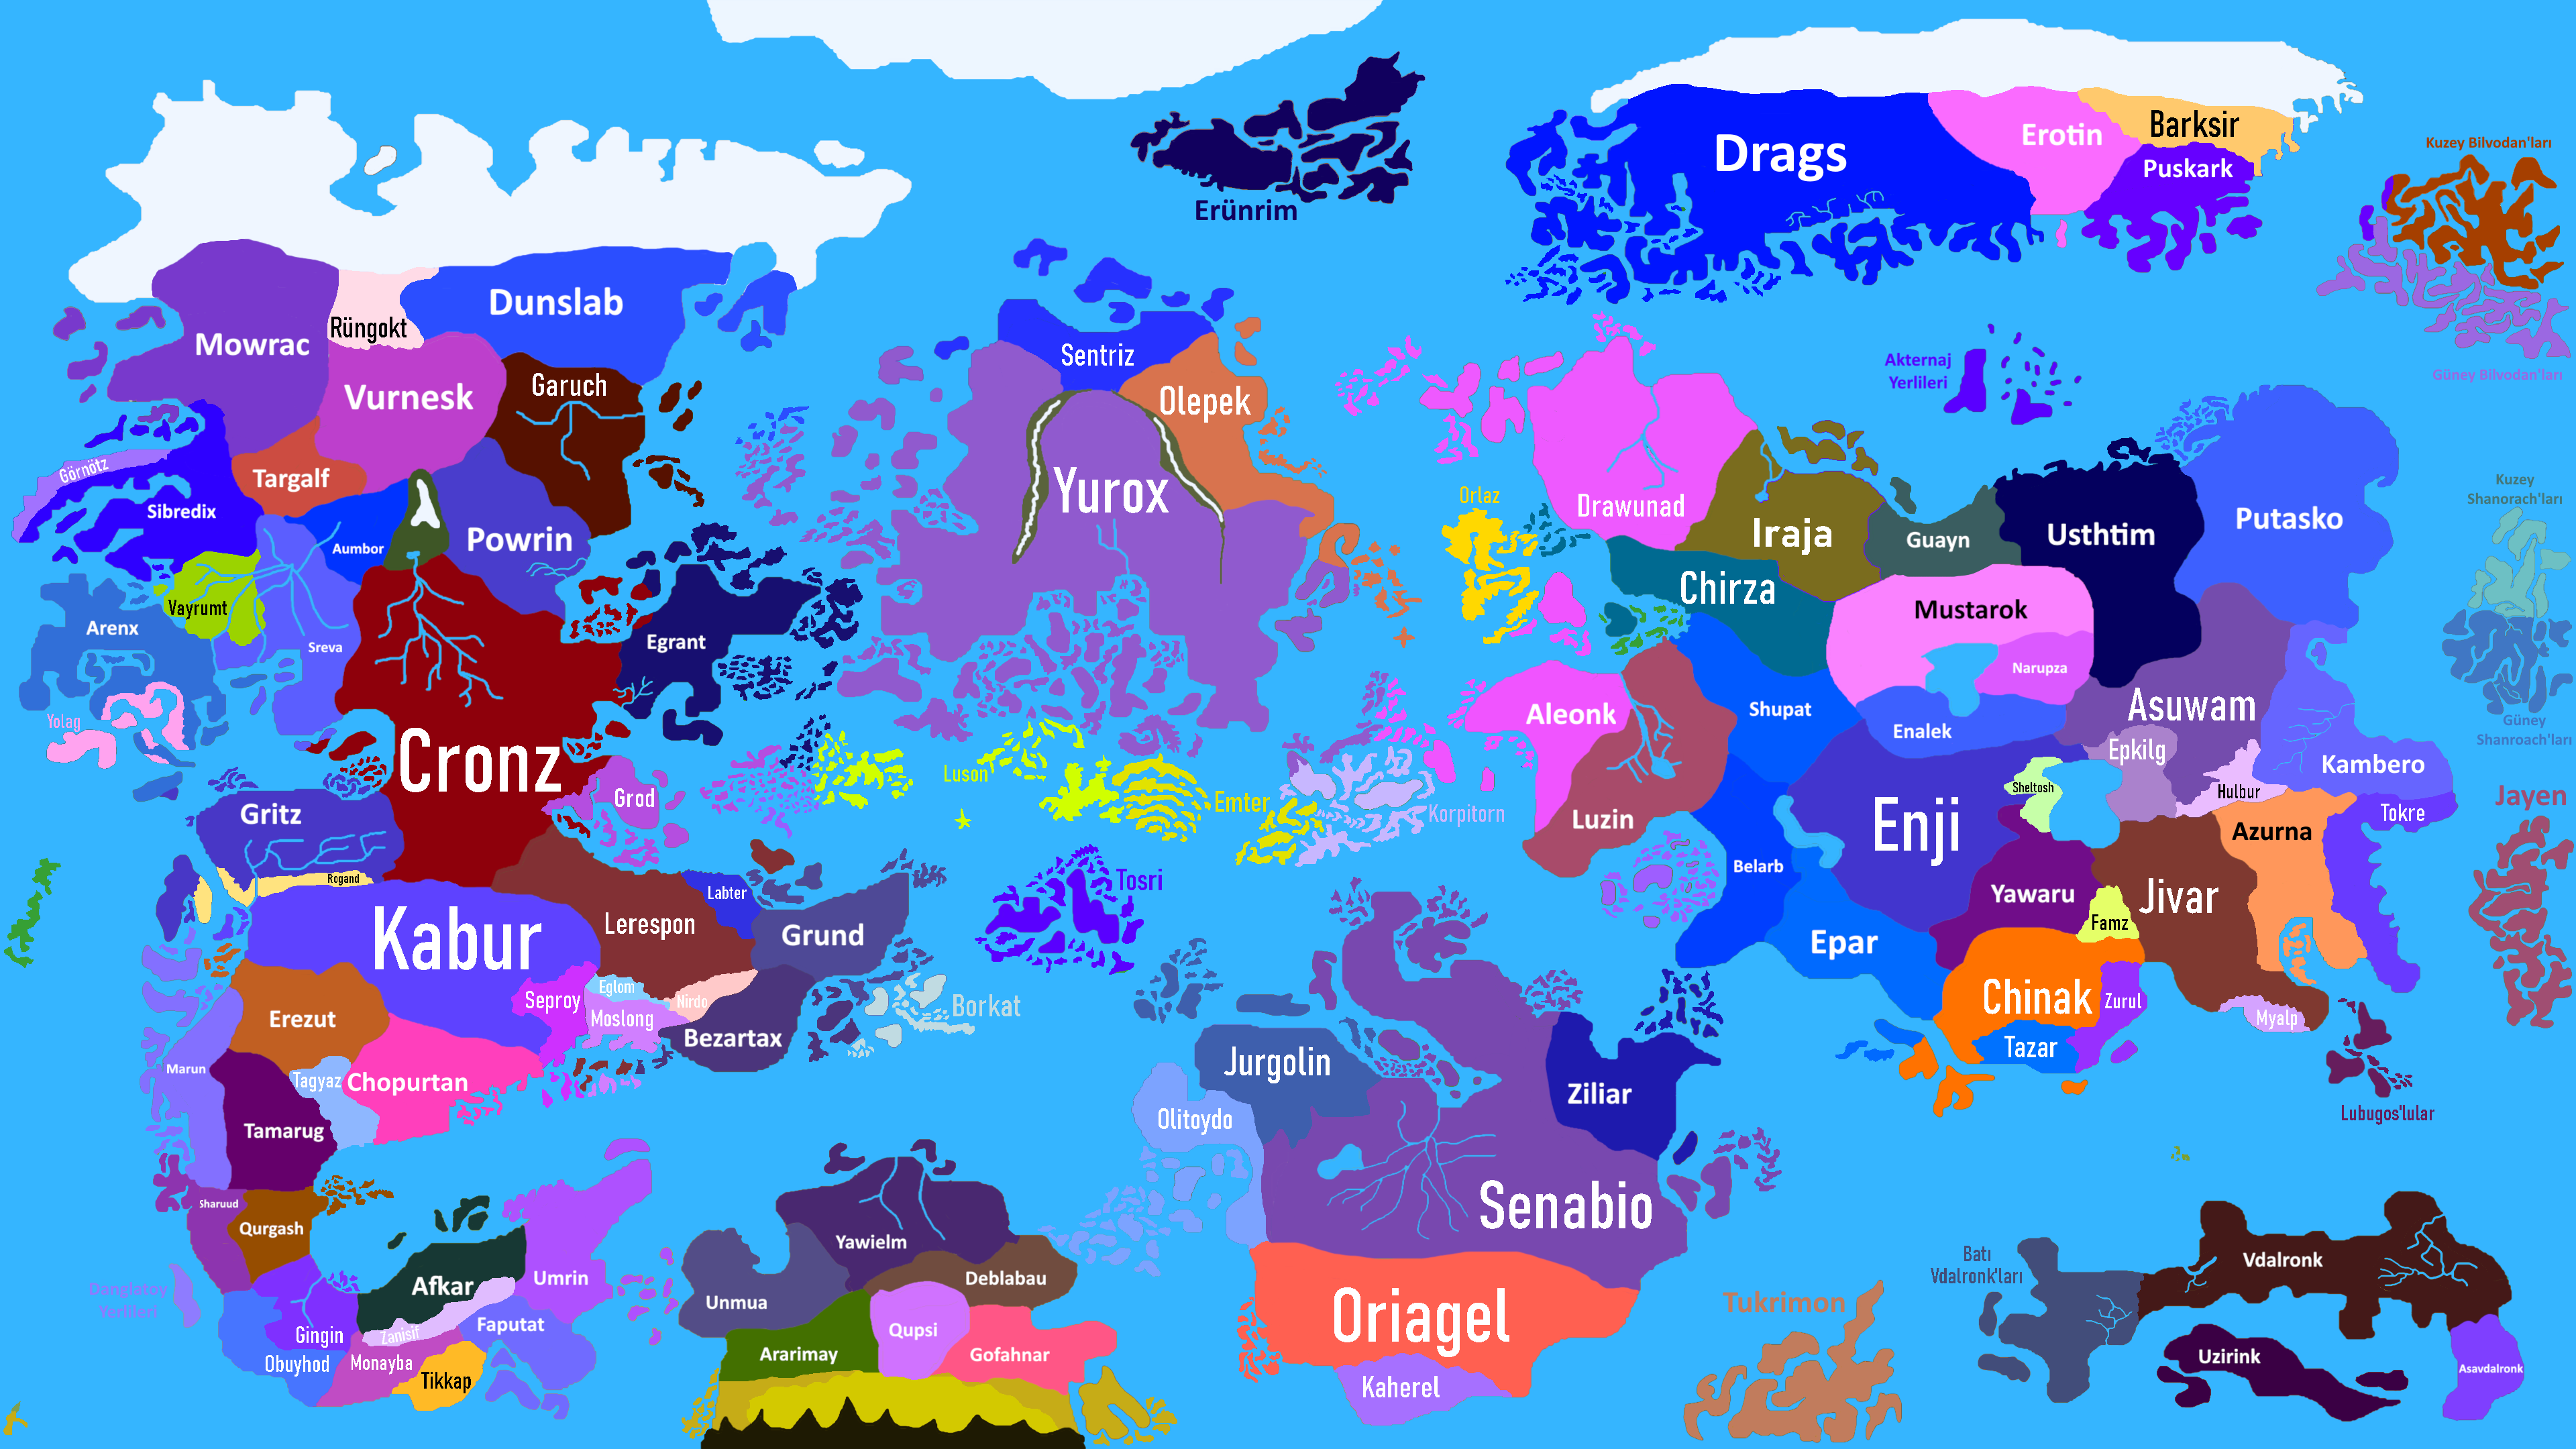 Erünrim
Drags
Erotin
Barksir
Puskark
Kuzey Bilvodan'ları
Güney Bilvodan'ları
Mowrac
Rüngokt
Dunslab
Vurnesk
Garuch
Görnötz
Sibredix
Targalf
Aumbor
Powrin
Vayrumt
Arenx
Sreva
Egrant
Yolag
Cronz
Grod
Gritz
Rogand
Kabur
Lerespon
Labter
Grund
Erezut
Seproy
Eglom
Nirdo
Moslong
Bezartax
Borkat
Marun
Tagyaz
Chopurtan
Tamarug
Sharuud
Qurgash
Danglatoy
Yerlileri
Afkar
Umrin
Gingin
Zanisif
Faputat
Obuyhod
Monayba
Tikkap
Sentriz
Olepek
Yurox
Luson
Emter
Korpitorn
Tosri
Akternaj
Yerlileri
Orlaz
Drawunad
Iraja
Guayn
Usthtim
Putasko
Chirza
Mustarok
Narupza
Kuzey
Shanorach'ları
Güney
Shanroach'ları
Aleonk
Shupat
Enalek
Asuwam
Epkilg
Kambero
Luzin
Enji
Sheltosh
Hulbur
Tokre
Azurna
Jayen
Belarb
Yawaru
Jivar
Famz
Epar
Chinak
Zurul
Myalp
Tazar
Lubugos'lular
Jurgolin
Olitoydo
Ziliar
Senabio
Oriagel
Kaherel
Yawielm
Unmua
Deblabau
Qupsi
Ararimay
Gofahnar
Tukrimon
Batı
Vdalronk'ları
Vdalronk
Uzirink
Asavdalronk